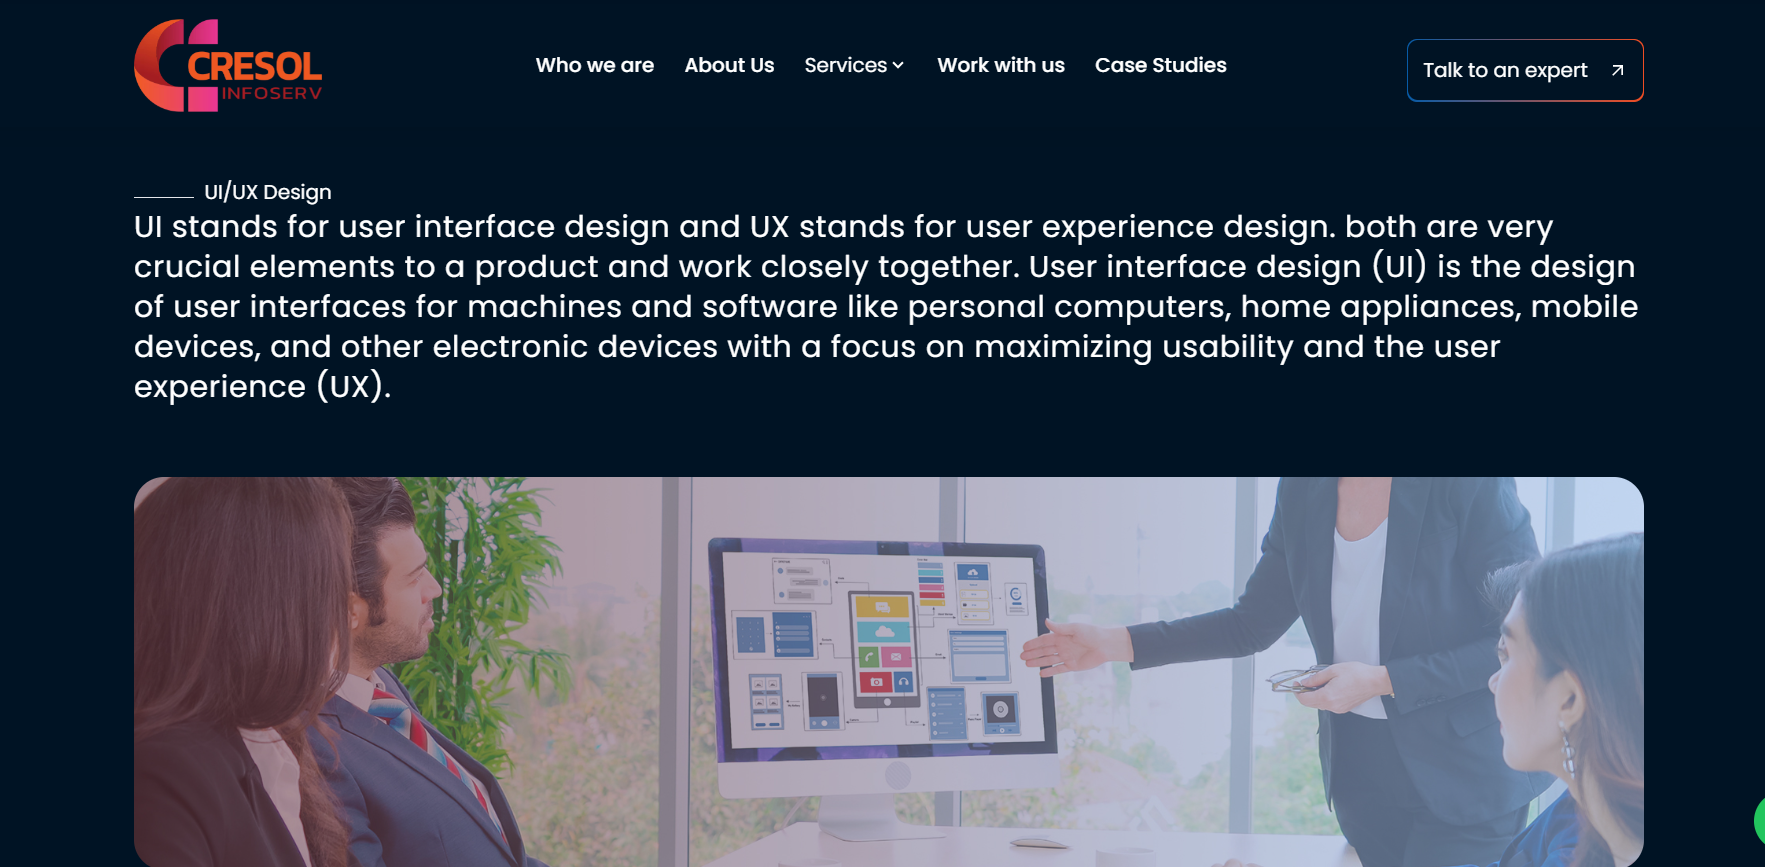 CRESOL
INFOSERV
Who we are
About Us
Services
Work with us
Case Studies
Talk to an expert
UI/UX Design
UI stands for user interface design and UX stands for user experience design. both are very
crucial elements to a product and work closely together. User interface design (UI) is the design
of user interfaces for machines and software like personal computers, home appliances, mobile
devices, and other electronic devices with a focus on maximizing usability and the user
experience (UX).